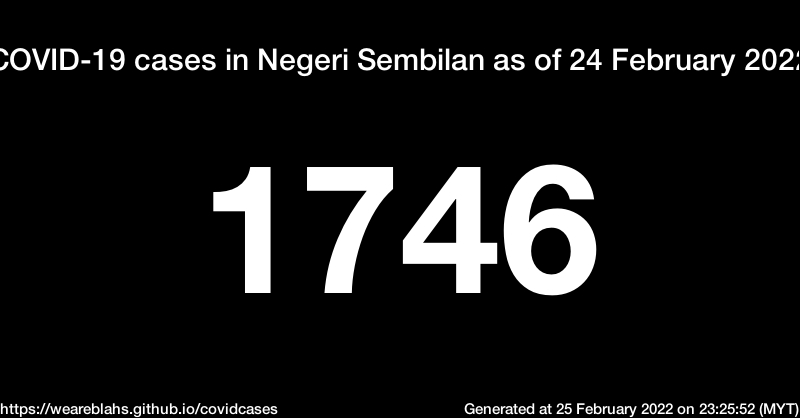 COVID-19 cases in Negeri Sembilan as of 24 February 2022
1746
https://weareblahs.github.io/covidcases
Generated at 25 February 2022 on 23:25:52 (MYT)